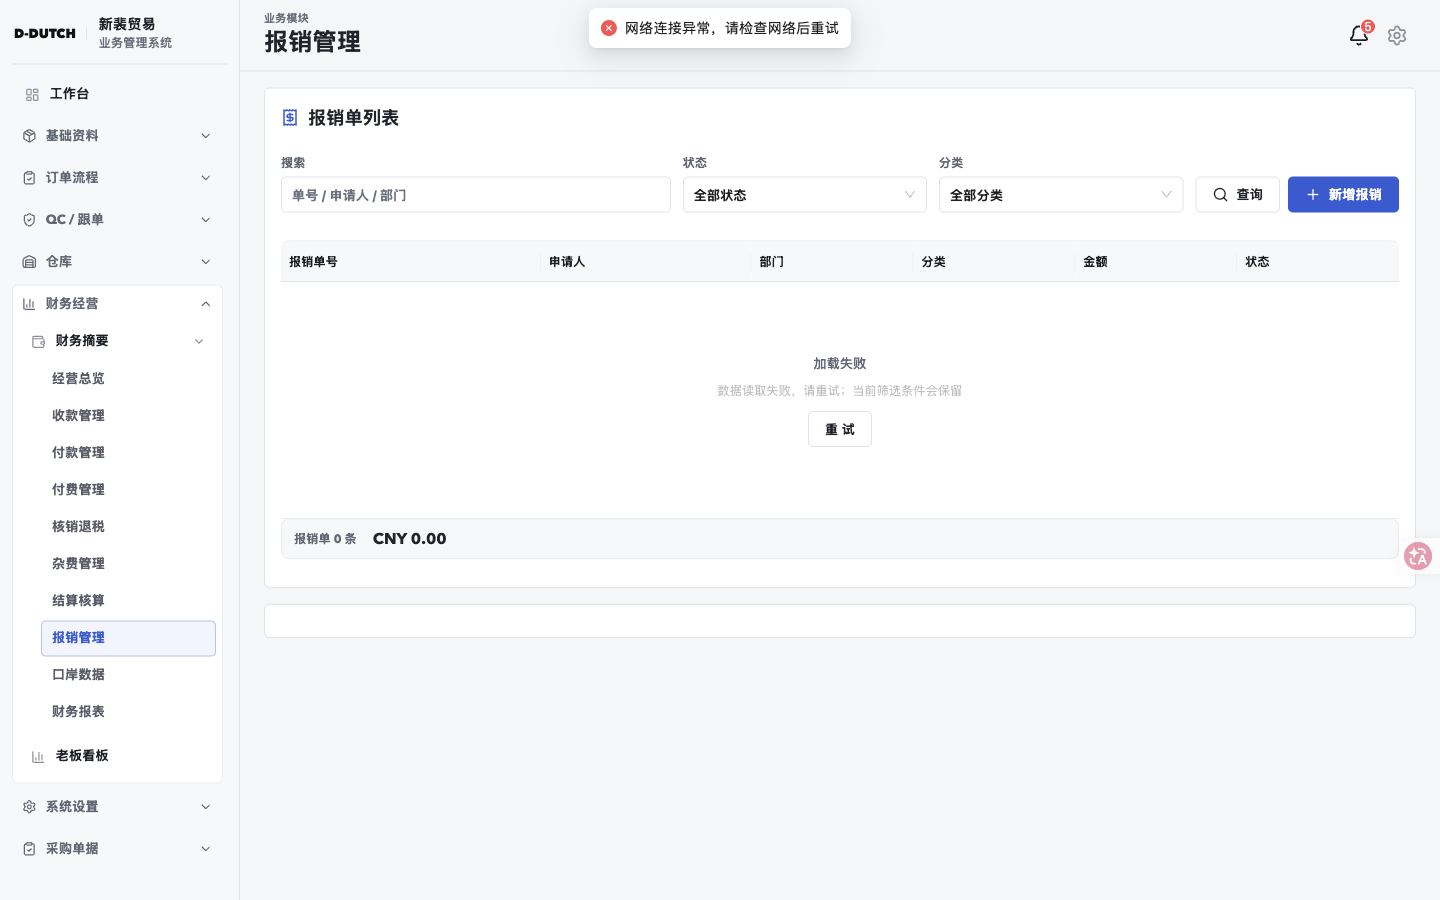 D-DUTCH
新裴贸易
业务管理系统
工作台
基础资料
订单流程
QC / 跟单
仓库
财务经营
财务摘要
经营总览
收款管理
付款管理
付费管理
核销退税
杂费管理
结算核算
报销管理
口岸数据
财务报表
老板看板
系统设置
采购单据
业务模块
报销管理
网络连接异常，请检查网络后重试
5
报销单列表
搜索
状态
分类
单号 / 申请人 / 部门
全部状态
全部分类
查询
新增报销
报销单号
申请人
部门
分类
金额
状态
加载失败
数据读取失败，请重试；当前筛选条件会保留
重 试
报销单 0 条
CNY 0.00